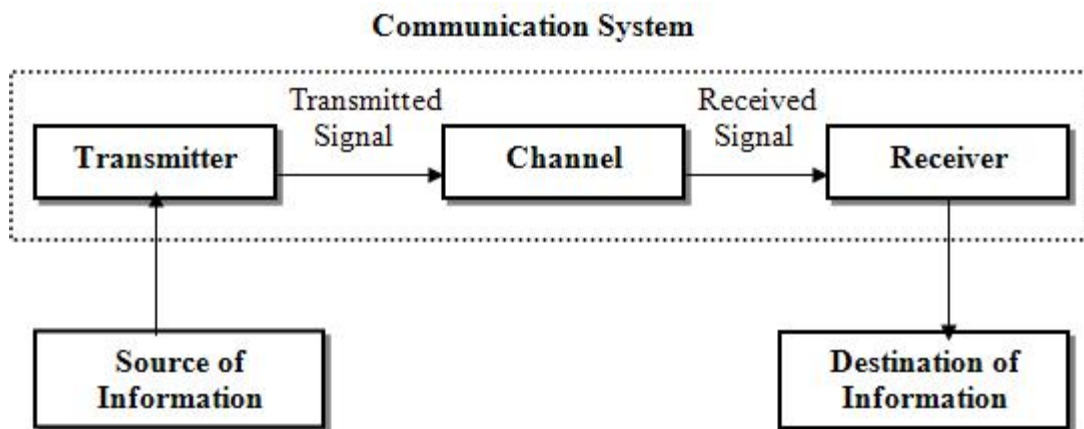 Communication System
Transmitted
Signal
Received
Signal
Transmitter
Channel
Receiver
Source of
Information
Destination of
Information